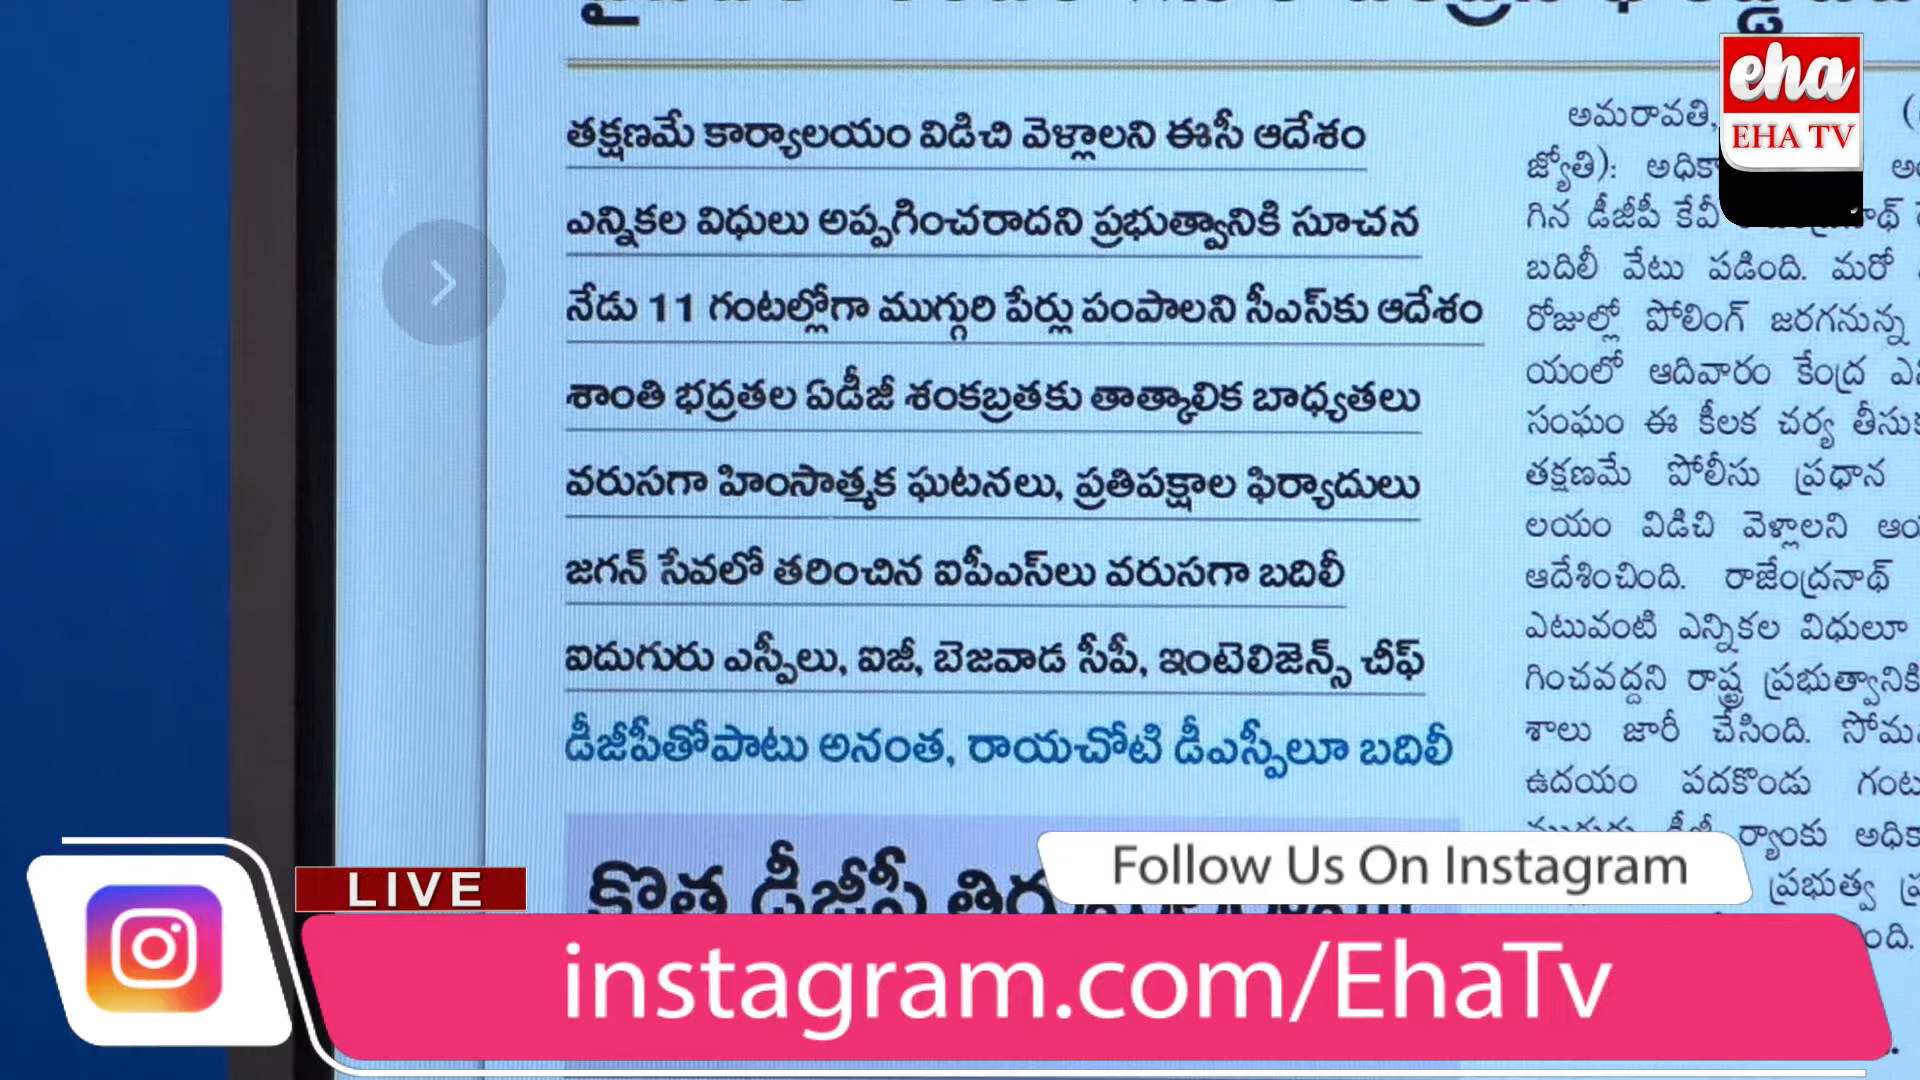 తక్షణమే కార్యాలయం విడిచి వెళ్లాలని ఈసీ ఆదేశం
ఎన్నికల విధులు అప్పగించరాదని ప్రభుత్వానికి సూచన
నేడు 11 గంటల్లోగా ముగ్గురి పేర్లు పంపాలని సీఎస్‌కు ఆదేశం
శాంతి భద్రతల ఏడీజీ శంకబ్రతకు తాత్కాలిక బాధ్యతలు
వరుసగా హింసాత్మక ఘటనలు, ప్రతిపక్షాల ఫిర్యాదులు
జగన్ సేవలో తరించిన ఐపీఎస్‌లు వరుసగా బదిలీ
ఐదుగురు ఎస్పీలు, ఐజీ, బెజవాడ సీపీ, ఇంటెలిజెన్స్ చీఫ్
డీజీపీతోపాటు అనంత, రాయచోటి డీఎస్పీలూ బదిలీ
కొత్త డీజీపీ
అమరావతి,
జ్యోతి):
గిన డీజీపీ కేవీ
బదిలీ వేటు పడింది. మరో
రోజుల్లో పోలింగ్ జరగనున్న
యంలో ఆదివారం కేంద్ర
సంఘం ఈ కీలక చర్య
తక్షణమే పోలీసు ప్రధాన
లయం విడిచి వెళ్లాలని
ఆదేశించింది. రాజేంద్రనాథ్
ఎటువంటి ఎన్నికల విధులూ
గించవద్దని రాష్ట్ర ప్రభుత్వానికి
శాలు జారీ చేసింది.
ఉదయం పదకొండు
ర్యాంకు
ప్రభుత్వ
eha
EHA TV
LIVE
Follow Us On Instagram
instagram.com/EhaTv